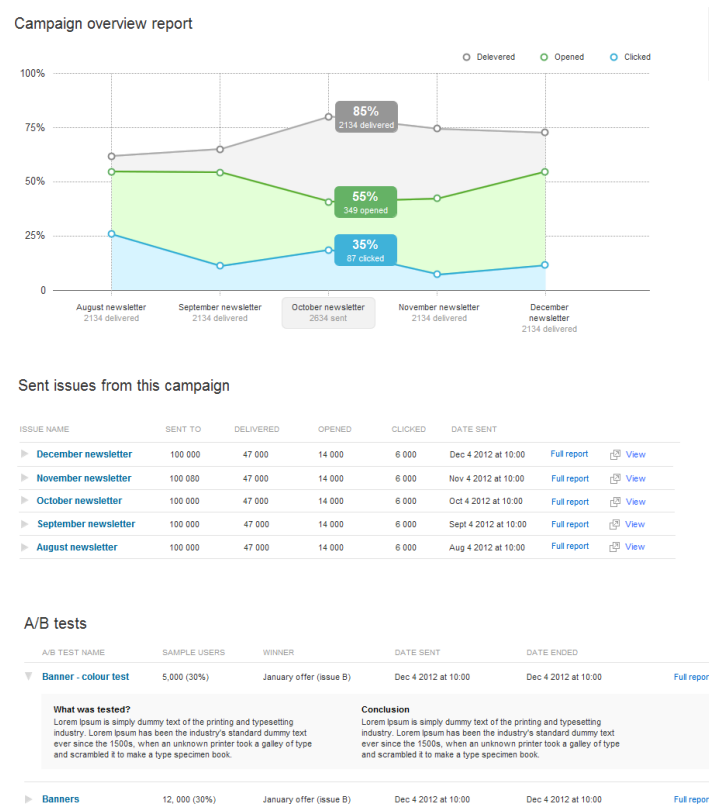 Campaign overview report
Delevered Opened Clicked
100%
75%
50%
25%
0
85%
2134 delivered
55%
349 opened
35%
87 clicked
August newsletter
2134 delivered
September newsletter
2134 delivered
October newsletter
2634 sent
November newsletter
2134 delivered
December
newsletter
2134 delivered
Sent issues from this campaign
ISSUE NAME SENT TO DELIVERED OPENED CLICKED DATE SENT
December newsletter 100 000 47 000 14 000 6 000 Dec 4 2012 at 10:00 Full report View
November newsletter 100 080 47 000 14 000 6 000 Nov 4 2012 at 10:00 Full report View
October newsletter 100 000 47 000 14 000 6 000 Oct 4 2012 at 10:00 Full report View
September newsletter 100 000 47 000 14 000 6 000 Sept 4 2012 at 10:00 Full report View
August newsletter 100 000 47 000 14 000 6 000 Aug 4 2012 at 10:00 Full report View
A/B tests
A/B TEST NAME SAMPLE USERS WINNER DATE SENT DATE ENDED
Banner - colour test 5,000 (30%) January offer (issue B) Dec 4 2012 at 10:00 Dec 4 2012 at 10:00 Full repor
What was tested?
Lorem Ipsum is simply dummy text of the printing and typesetting
industry. Lorem Ipsum has been the industry's standard dummy text
ever since the 1500s, when an unknown printer took a galley of type
and scrambled it to make a type specimen book.
Conclusion
Lorem Ipsum is simply dummy text of the printing and typesetting
industry. Lorem Ipsum has been the industry's standard dummy text
ever since the 1500s, when an unknown printer took a galley of type
and scrambled it to make a type specimen book.
Banners 12, 000 (30%) January offer (issue B) Dec 4 2012 at 10:00 Dec 4 2012 at 10:00 Full repor